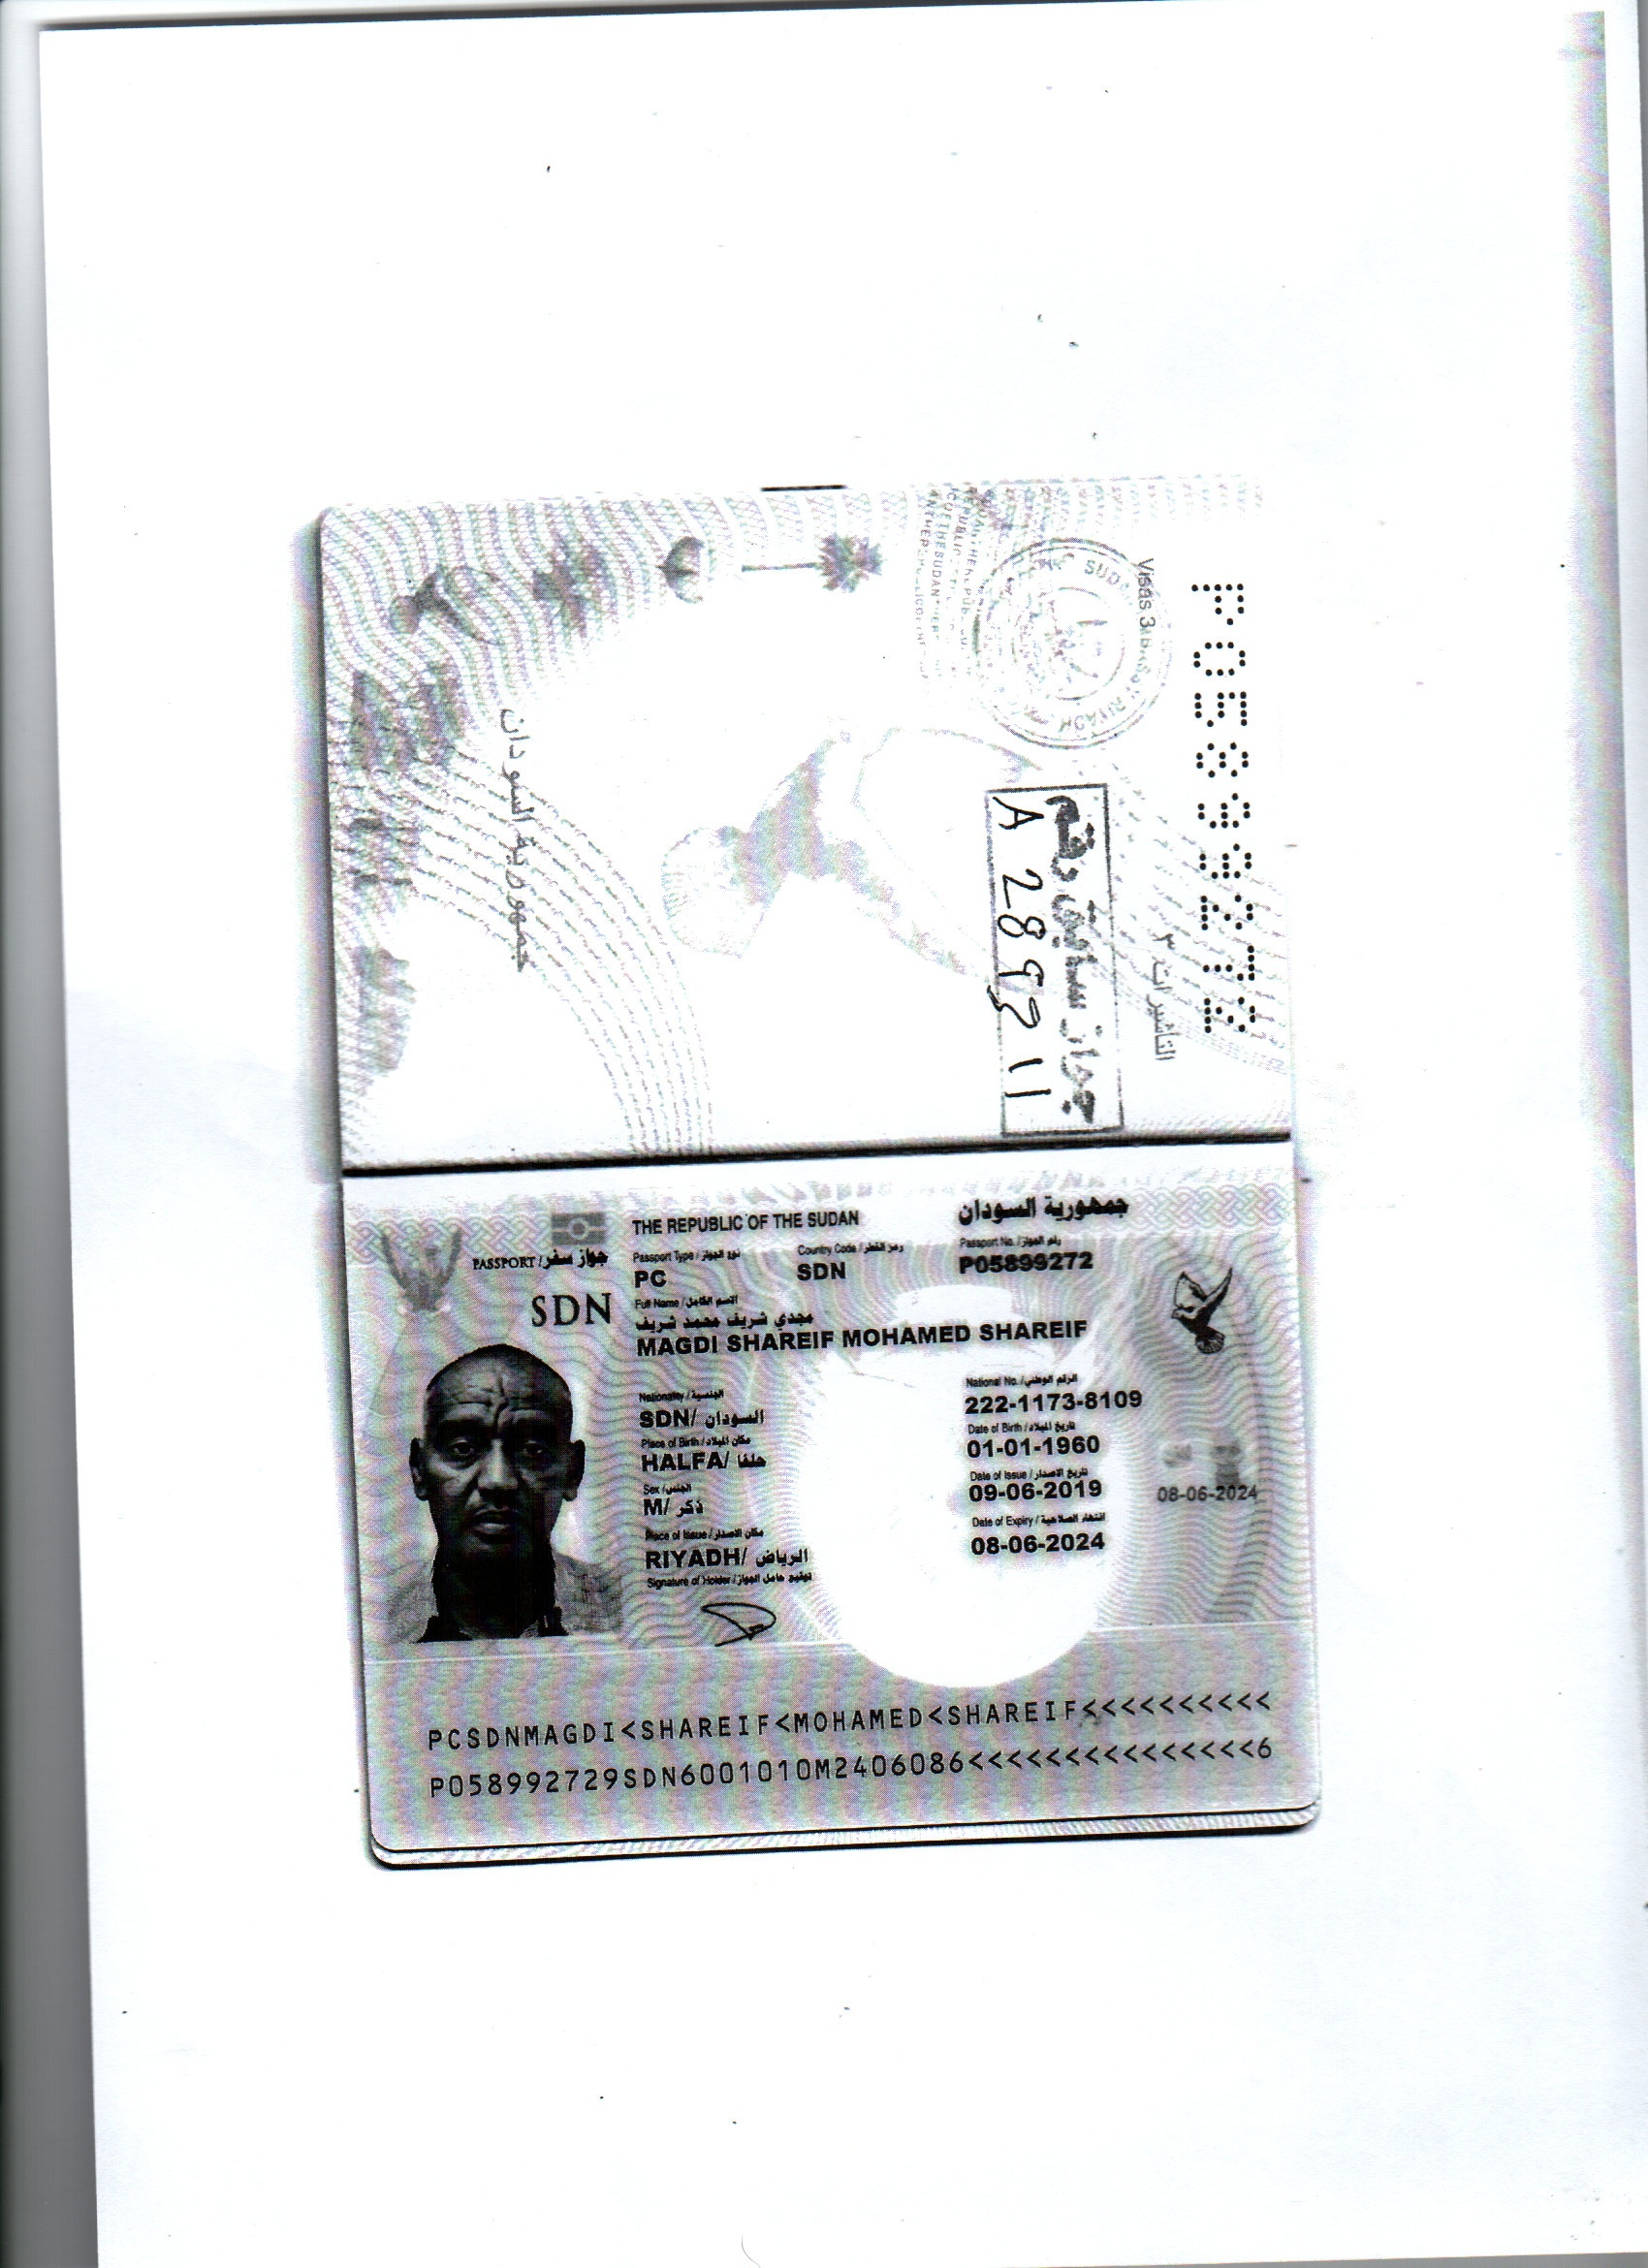 P05899272
Visas 3
التأشيرات ٣
جواز سابق رقم
جمهورية السودان
THE REPUBLIC OF THE SUDAN
جمهورية السودان
PASSPORT / جواز سفر
Passport Type / نوع الجواز
Country Code / رمز القطر
Passport No. / رقم الجواز
PC
SDN
P05899272
SDN
Full Name / الاسم الكامل
مجدي شريف محمد شريف
MAGDI SHAREIF MOHAMED SHAREIF
Nationality / الجنسية
National No. / الرقم الوطني
SDN/ السودان
222-1173-8109
Place of Birth / مكان الميلاد
Date of Birth / تاريخ الميلاد
HALFA/ حلفا
01-01-1960
Sex / الجنس
Date of Issue / تاريخ الاصدار
M/ ذكر
09-06-2019
08-06-2024
Place of Issue / مكان الاصدار
Date of Expiry / انتهاء الصلاحية
RIYADH/ الرياض
08-06-2024
Signature of Holder / توقيع حامل الجواز
PCSDNMAGDI<SHAREIF<MOHAMED<SHAREIF<<<<<<<<<<
P058992729SDN6001010M2406086<<<<<<<<<<<<<<<6